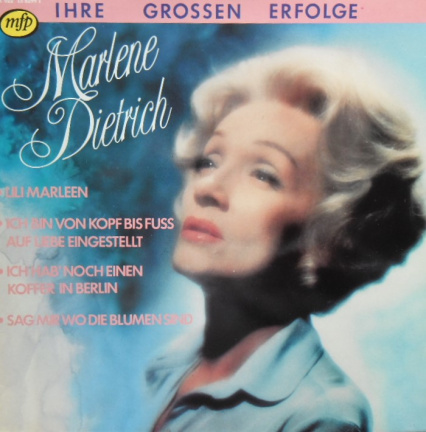 IHRE GROSSEN ERFOLGE
mfp
Marlene
Dietrich
• LILI MARLEEN
• ICH BIN VON KOPF BIS FUSS
AUF LIEBE EINGESTELLT
• ICH HAB' NOCH EINEN
KOFFER IN BERLIN
• SAG MIR WO DIE BLUMEN SIND